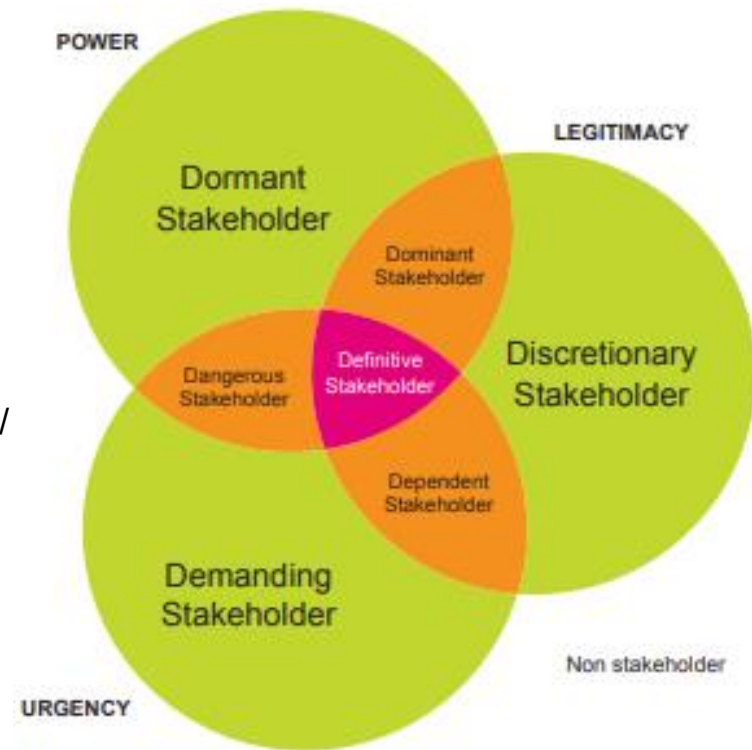 POWER
LEGITIMACY
Dormant
Stakeholder
Dominant
Stakeholder
Definitive
Stakeholder
Discretionary
Stakeholder
Dangerous
Stakeholder
/
Dependent
Stakeholder
Demanding
Stakeholder
Non stakeholder
URGENCY